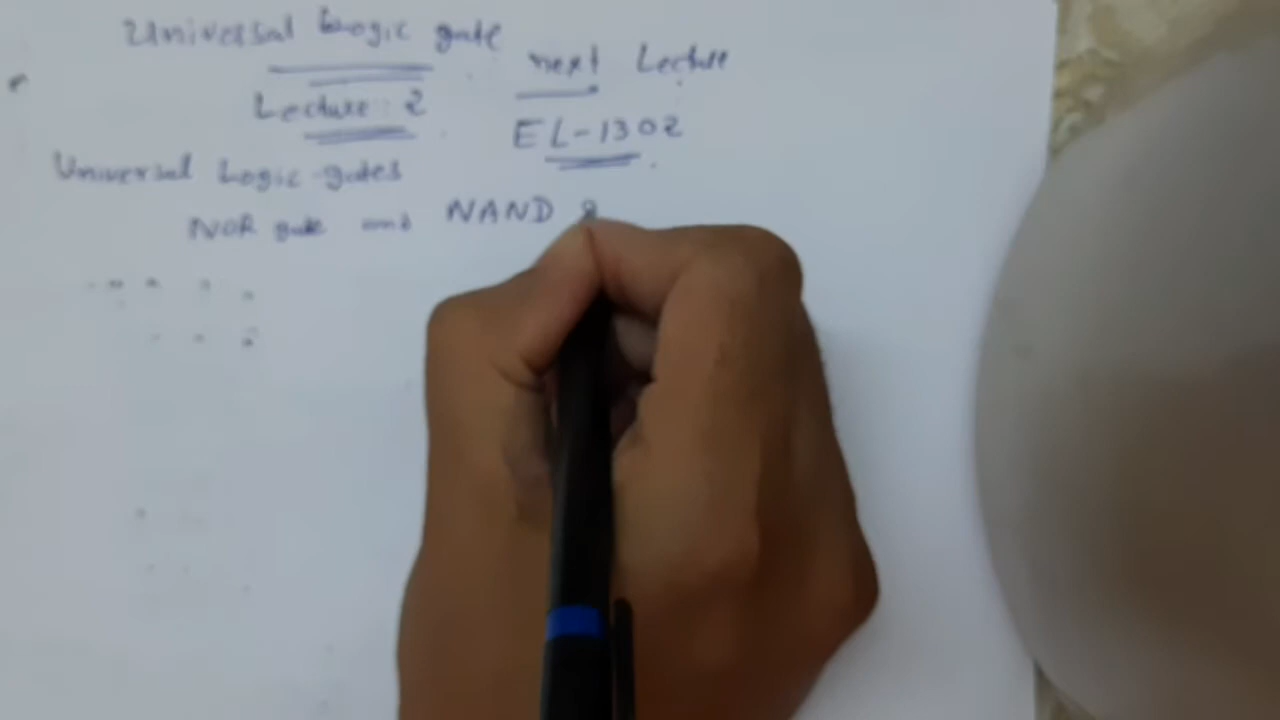 Universal Logic gate
next Lecture
Lecture: 2
EL-1302
Universal Logic gates
NOR gate and NAND g